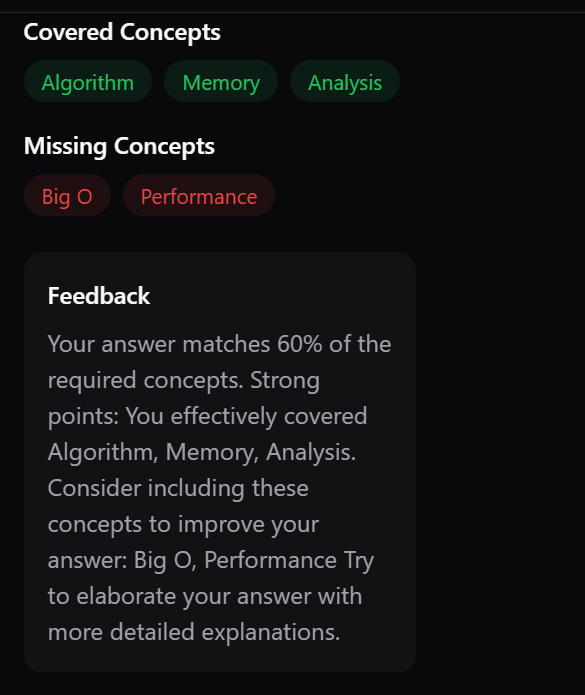 Covered Concepts
Algorithm Memory Analysis
Missing Concepts
Big O Performance
Feedback
Your answer matches 60% of the
required concepts. Strong
points: You effectively covered
Algorithm, Memory, Analysis.
Consider including these
concepts to improve your
answer: Big O, Performance Try
to elaborate your answer with
more detailed explanations.